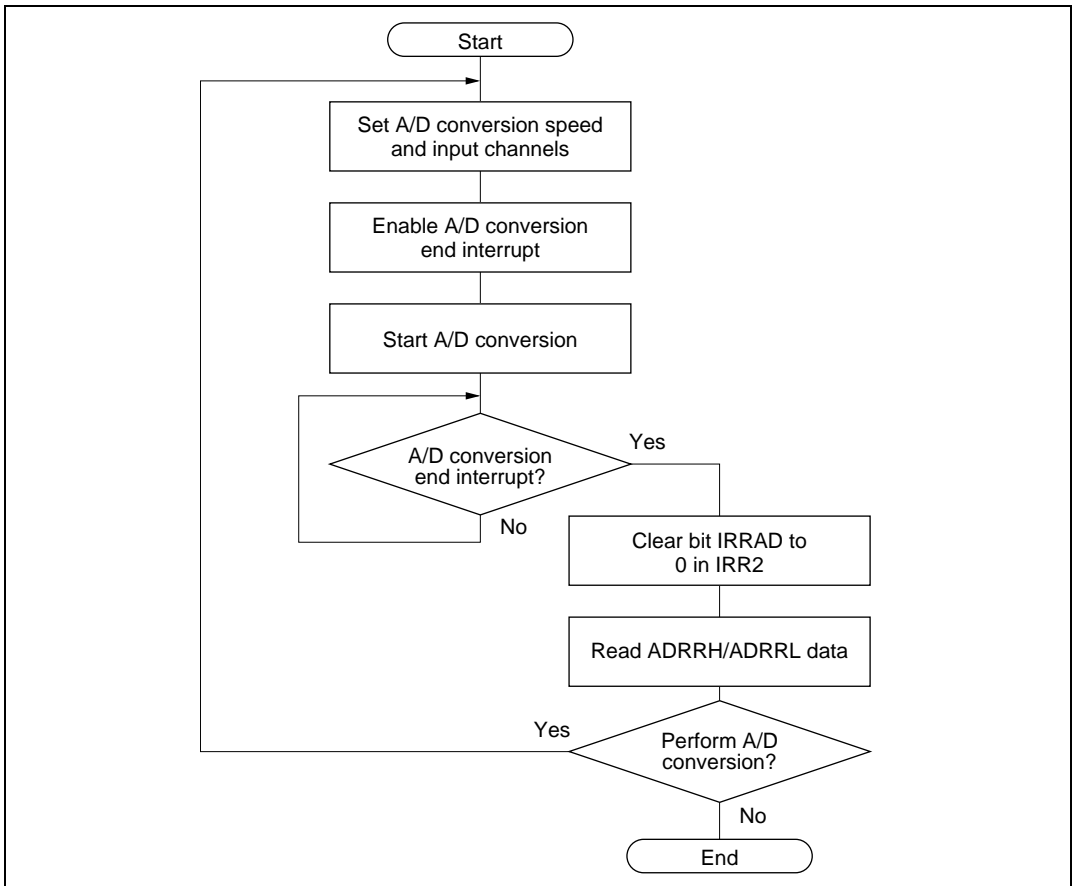 Start
Set A/D conversion speed
and input channels
Enable A/D conversion
end interrupt
Start A/D conversion
A/D conversion
end interrupt?
Yes
No
Clear bit IRRAD to
0 in IRR2
Read ADRRH/ADRRL data
Perform A/D
conversion?
Yes
No
End